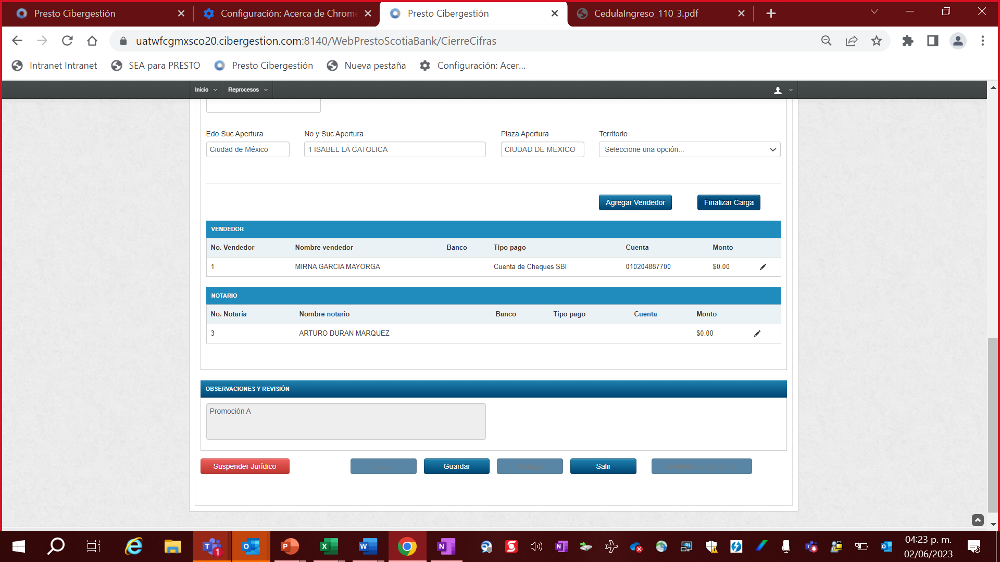 Presto Cibergestión
Configuración: Acerca de Chrome
Presto Cibergestión
CedulaIngreso_110_3.pdf
uatwfcgmxsco20.cibergestion.com:8140/WebPrestoScotiaBank/CierreCifras
Intranet Intranet
SEA para PRESTO
Presto Cibergestión
Nueva pestaña
Configuración: Acer...
Inicio
Reprocesos
Edo Suc Apertura
No y Suc Apertura
Plaza Apertura
Territorio
Ciudad de México
1 ISABEL LA CATOLICA
CIUDAD DE MEXICO
Seleccione una opción...
Agregar Vendedor
Finalizar Carga
VENDEDOR
No. Vendedor Nombre vendedor Banco Tipo pago Cuenta Monto
1 MIRNA GARCIA MAYORGA Cuenta de Cheques SBI 010204887700 $0.00
NOTARIO
No. Notaría Nombre notario Banco Tipo pago Cuenta Monto
3 ARTURO DURAN MARQUEZ $0.00
OBSERVACIONES Y REVISIÓN
Promoción A
Suspender Jurídico
Guardar
Salir
04:23 p. m.
02/06/2023